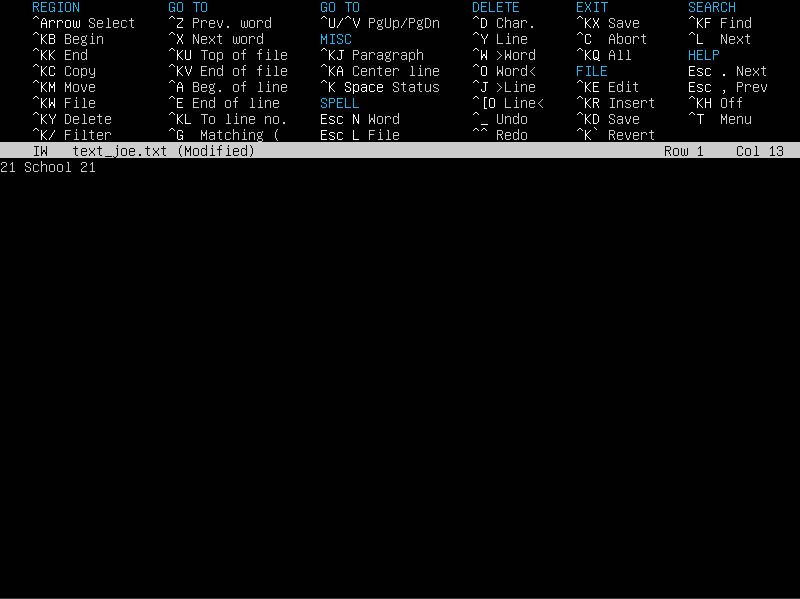 REGION GO TO GO TO DELETE EXIT SEARCH
^Arrow Select ^Z Prev. word ^U/^V PgUp/PgDn ^D Char. ^KX Save ^KF Find
^KB Begin ^X Next word MISC ^Y Line ^C Abort ^L Next
^KK End ^KU Top of file ^KJ Paragraph ^W >Word ^KQ All HELP
^KC Copy ^KV End of file ^KA Center line ^O Word< FILE Esc . Next
^KM Move ^A Beg. of line ^K Space Status ^J >Line ^KE Edit Esc , Prev
^KW File ^E End of line SPELL ^[O Line< ^KR Insert ^KH Off
^KY Delete ^KL To line no. Esc N Word ^_ Undo ^KD Save ^T Menu
^K/ Filter ^G Matching ( Esc L File ^^ Redo ^K` Revert
IW text_joe.txt (Modified) Row 1 Col 13
21 School 21